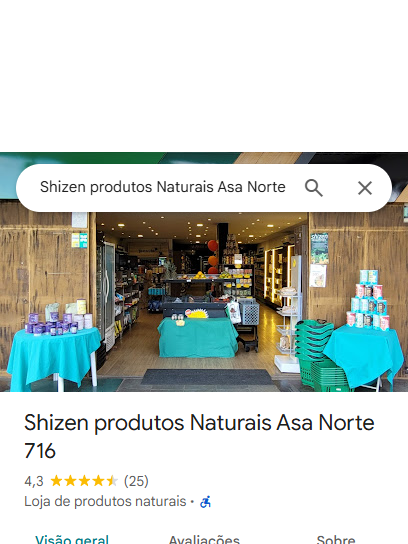 Shizen produtos Naturais Asa Norte
Shizen produtos Naturais Asa Norte
716
4,3 (25)
Loja de produtos naturais ·
Visão geral Avaliações Sobre